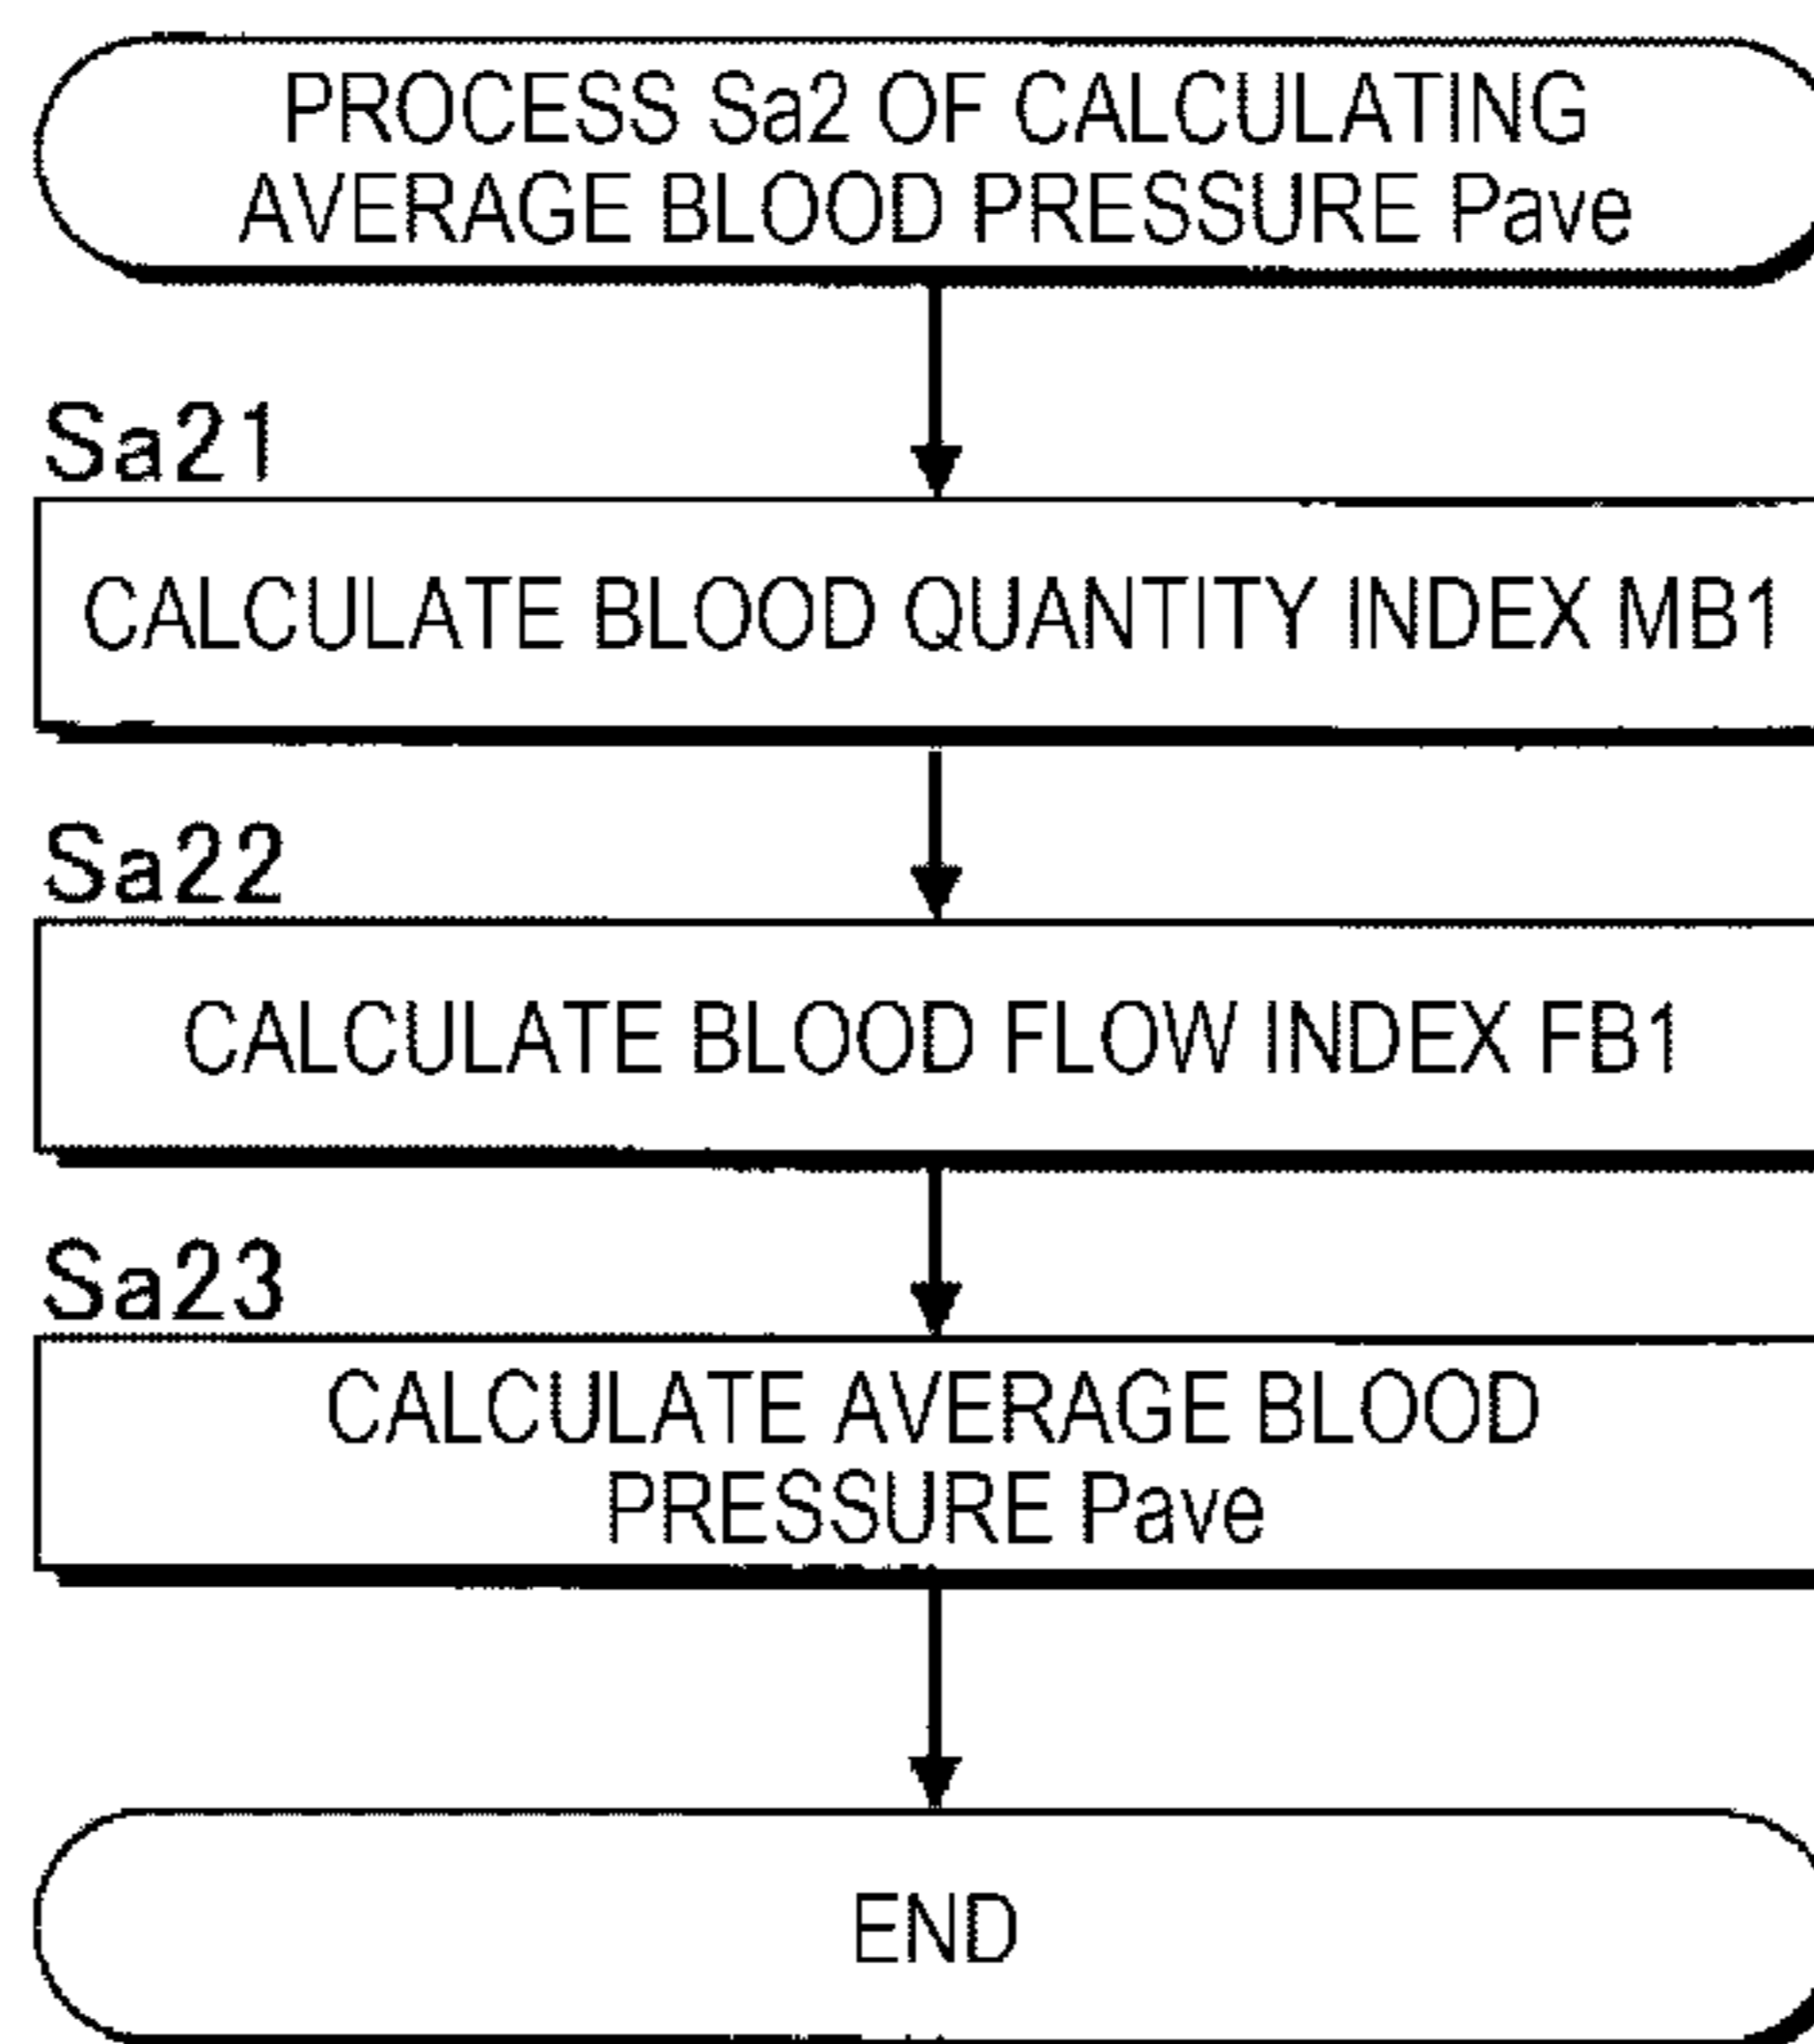 PROCESS Sa2 OF CALCULATING
AVERAGE BLOOD PRESSURE Pave
Sa21
CALCULATE BLOOD QUANTITY INDEX MB1
Sa22
CALCULATE BLOOD FLOW INDEX FB1
Sa23
CALCULATE AVERAGE BLOOD
PRESSURE Pave
END